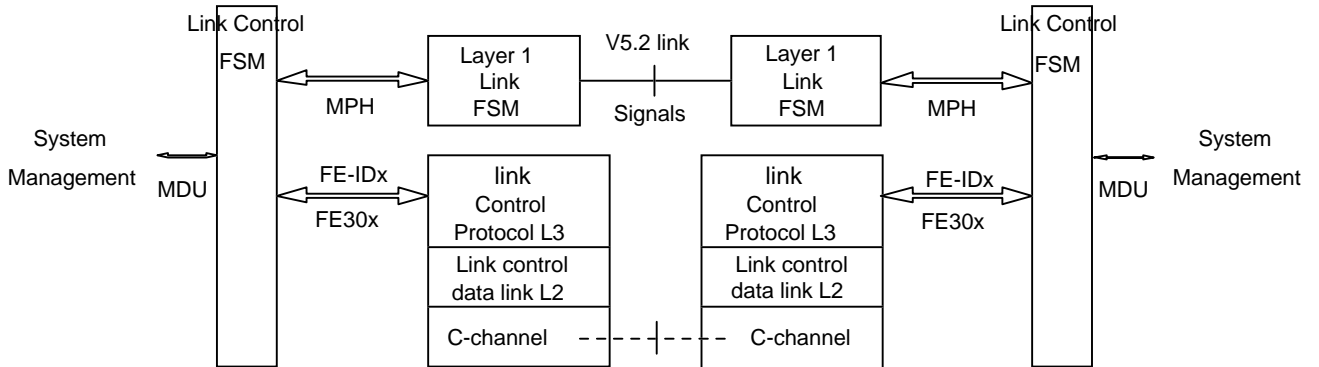 Link Control
FSM
System
Management
MDU
MPH
Layer 1
Link
FSM
V5.2 link
Signals
Layer 1
Link
FSM
MPH
Link Control
FSM
System
Management
MDU
FE-IDx
FE30x
link
Control
Protocol L3
Link control
data link L2
C-channel
link
Control
Protocol L3
Link control
data link L2
C-channel
FE-IDx
FE30x